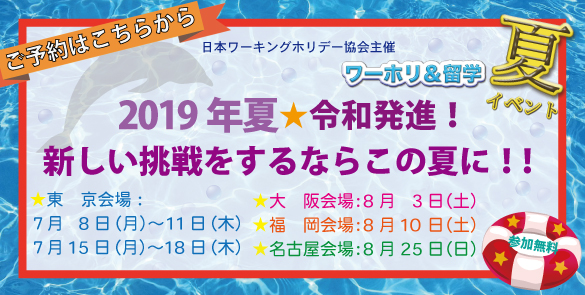 ご予約はこちらから
日本ワーキングホリデー協会主催
ワーホリ&留学
夏
イベント
2019年夏★令和発進！
新しい挑戦をするならこの夏に！！
★東　京会場：
7月　8日(月)～11日(木)
7月15日(月)～18日(木)
★大　阪会場:8月　3日(土)
★福　岡会場:8月10日(土)
★名古屋会場:8月25日(日)
参加無料